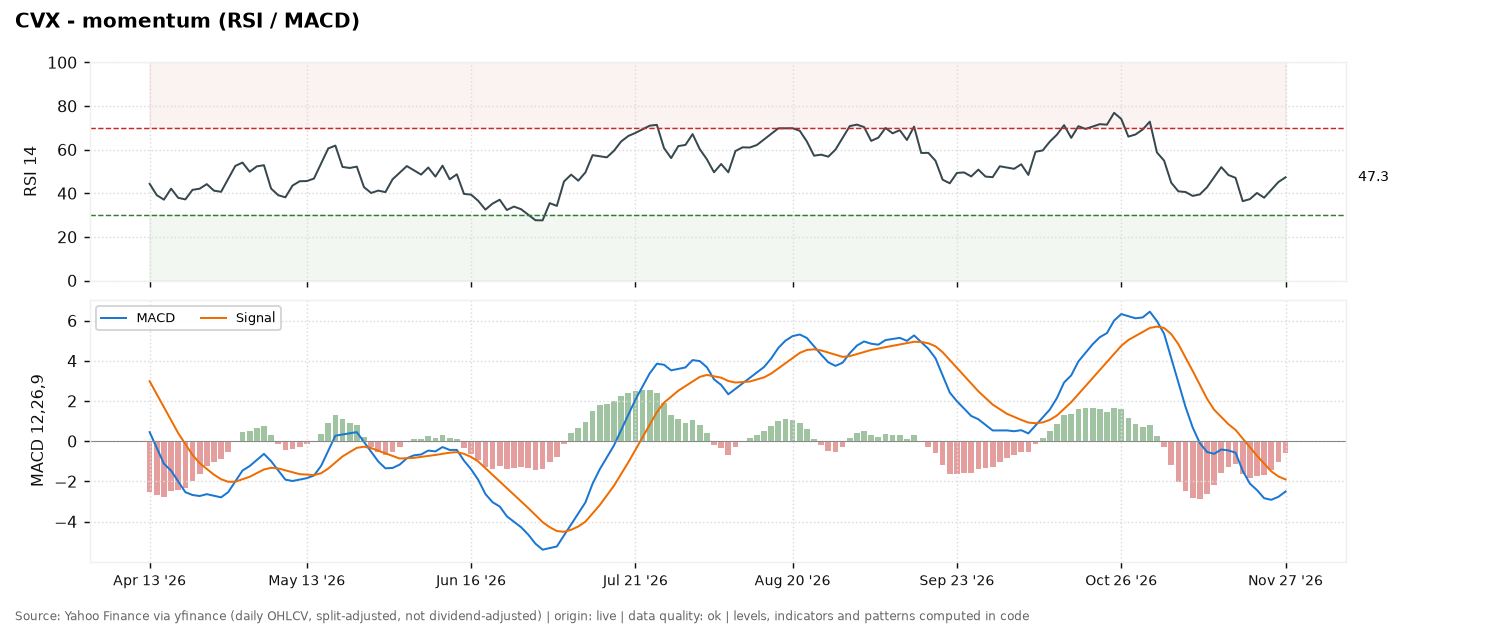 CVX - momentum (RSI / MACD)
100
80
60
40
20
0
RSI 14
47.3
MACD
Signal
6
4
2
0
−2
−4
MACD 12,26,9
Apr 13 '26
May 13 '26
Jun 16 '26
Jul 21 '26
Aug 20 '26
Sep 23 '26
Oct 26 '26
Nov 27 '26
Source: Yahoo Finance via yfinance (daily OHLCV, split-adjusted, not dividend-adjusted) | origin: live | data quality: ok | levels, indicators and patterns computed in code